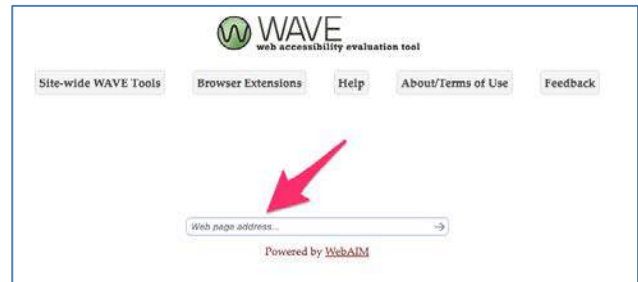 WAVE
web accessibility evaluation tool
Site-wide WAVE Tools Browser Extensions Help About/Terms of Use Feedback
Web page address...
Powered by WebAIM